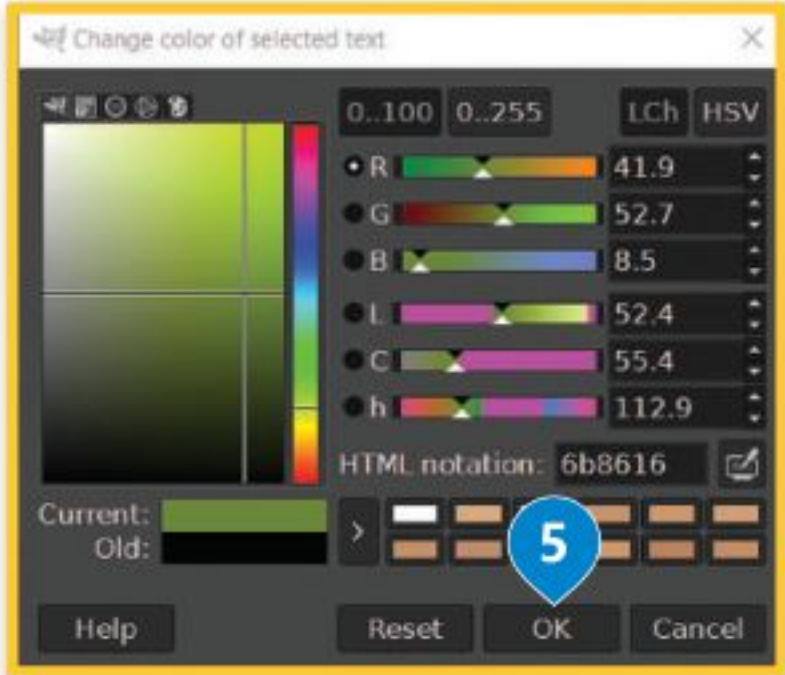 Change color of selected text
0..100 0..255 LCh HSV
R 41.9
G 52.7
B 8.5
L 52.4
C 55.4
h 112.9
HTML notation: 6b8616
Current:
Old:
>
5
Help Reset OK Cancel